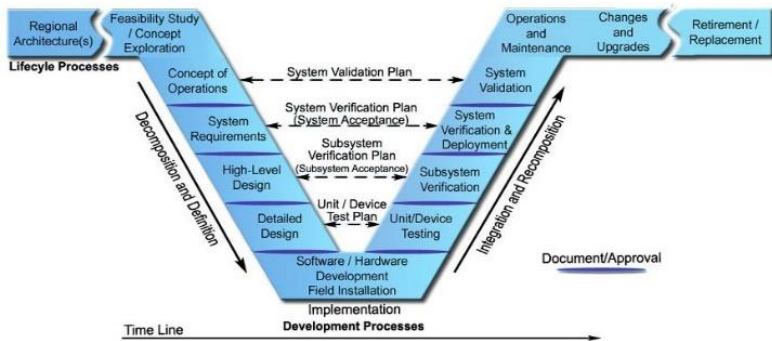 Regional
Architecture(s)
Feasibility Study
/ Concept
Exploration
Operations
and
Maintenance
Changes
and
Upgrades
Retirement /
Replacement
Lifecyle Processes
Concept of
Operations
System Validation Plan
System
Validation
System
Requirements
System Verification Plan
(System Acceptance)
System
Verification &
Deployment
High-Level
Design
Subsystem
Verification Plan
(Subsystem Acceptance)
Subsystem
Verification
Detailed
Design
Unit / Device
Test Plan
Unit/Device
Testing
Decomposition and Definition
Integration and Recomposition
Software / Hardware
Development
Field Installation
Document/Approval
Implementation
Time Line
Development Processes